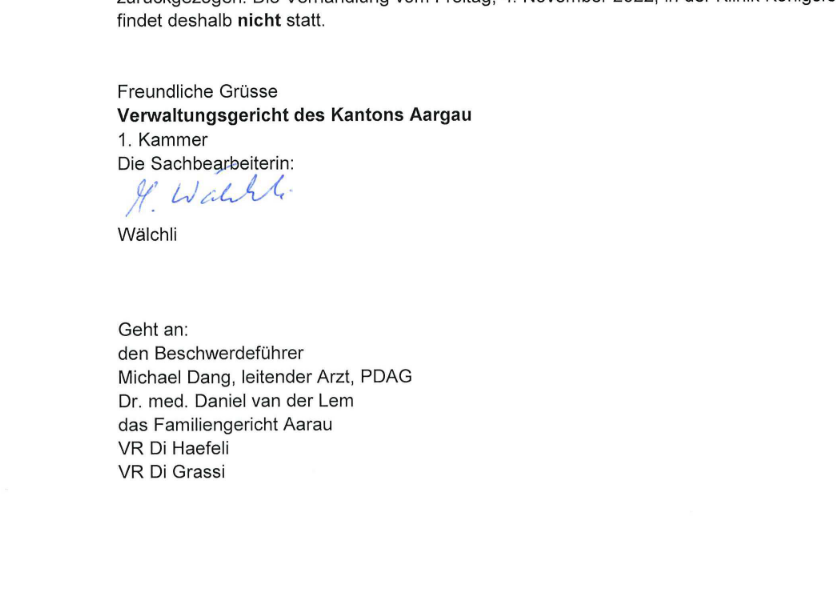 zurückgezogen. Die Verhandlung vom Freitag, 4. November 2022, in der Klinik
findet deshalb nicht statt.
Freundliche Grüsse
Verwaltungsgericht des Kantons Aargau
1. Kammer
Die Sachbearbeiterin:
M. Wälchli
Wälchli
Geht an:
den Beschwerdeführer
Michael Dang, leitender Arzt, PDAG
Dr. med. Daniel van der Lem
das Familiengericht Aarau
VR Di Haefeli
VR Di Grassi